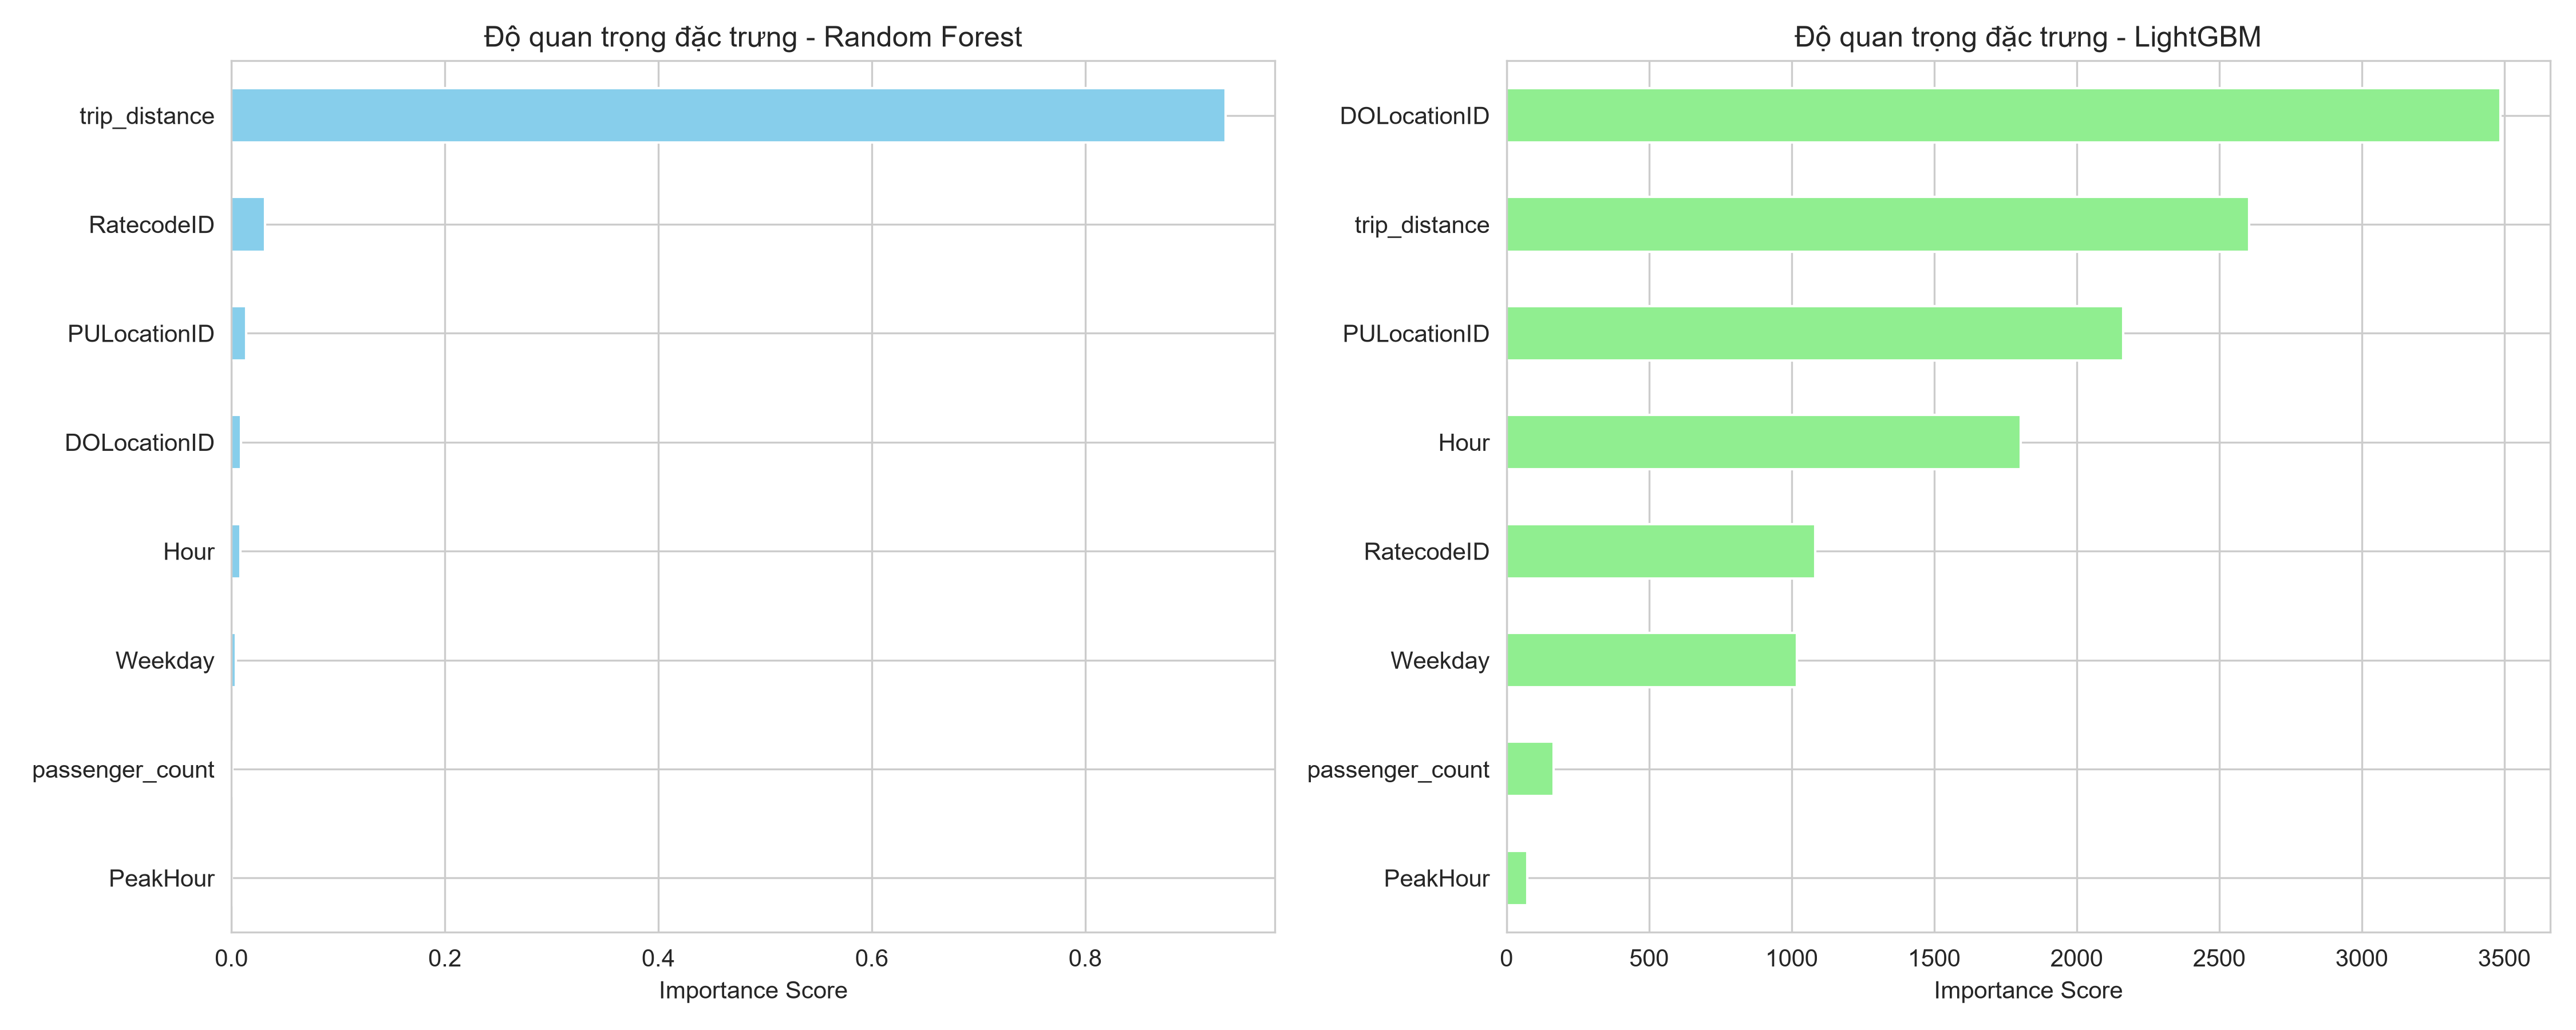 Độ quan trọng đặc trưng - Random Forest
trip_distance
RatecodeID
PULocationID
DOLocationID
Hour
Weekday
passenger_count
PeakHour
0.0 0.2 0.4 0.6 0.8
Importance Score
Độ quan trọng đặc trưng - LightGBM
DOLocationID
trip_distance
PULocationID
Hour
RatecodeID
Weekday
passenger_count
PeakHour
0 500 1000 1500 2000 2500 3000 3500
Importance Score